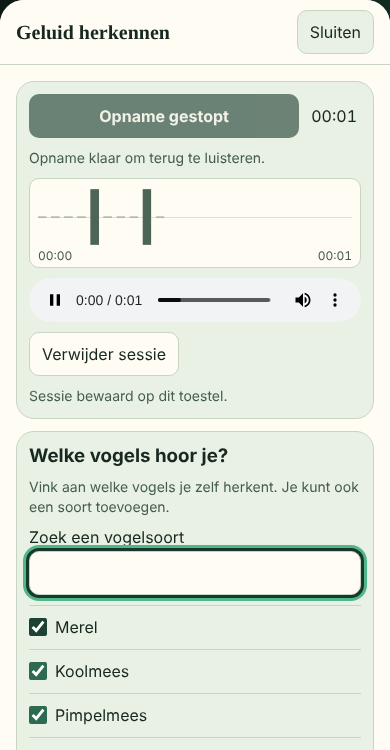 Geluid herkennen
Sluiten
Opname gestopt
00:01
Opname klaar om terug te luisteren.
00:00
00:01
0:00 / 0:01
Verwijder sessie
Sessie bewaard op dit toestel.
Welke vogels hoor je?
Vink aan welke vogels je zelf herkent. Je kunt ook
een soort toevoegen.
Zoek een vogelsoort
Merel
Koolmees
Pimpelmees